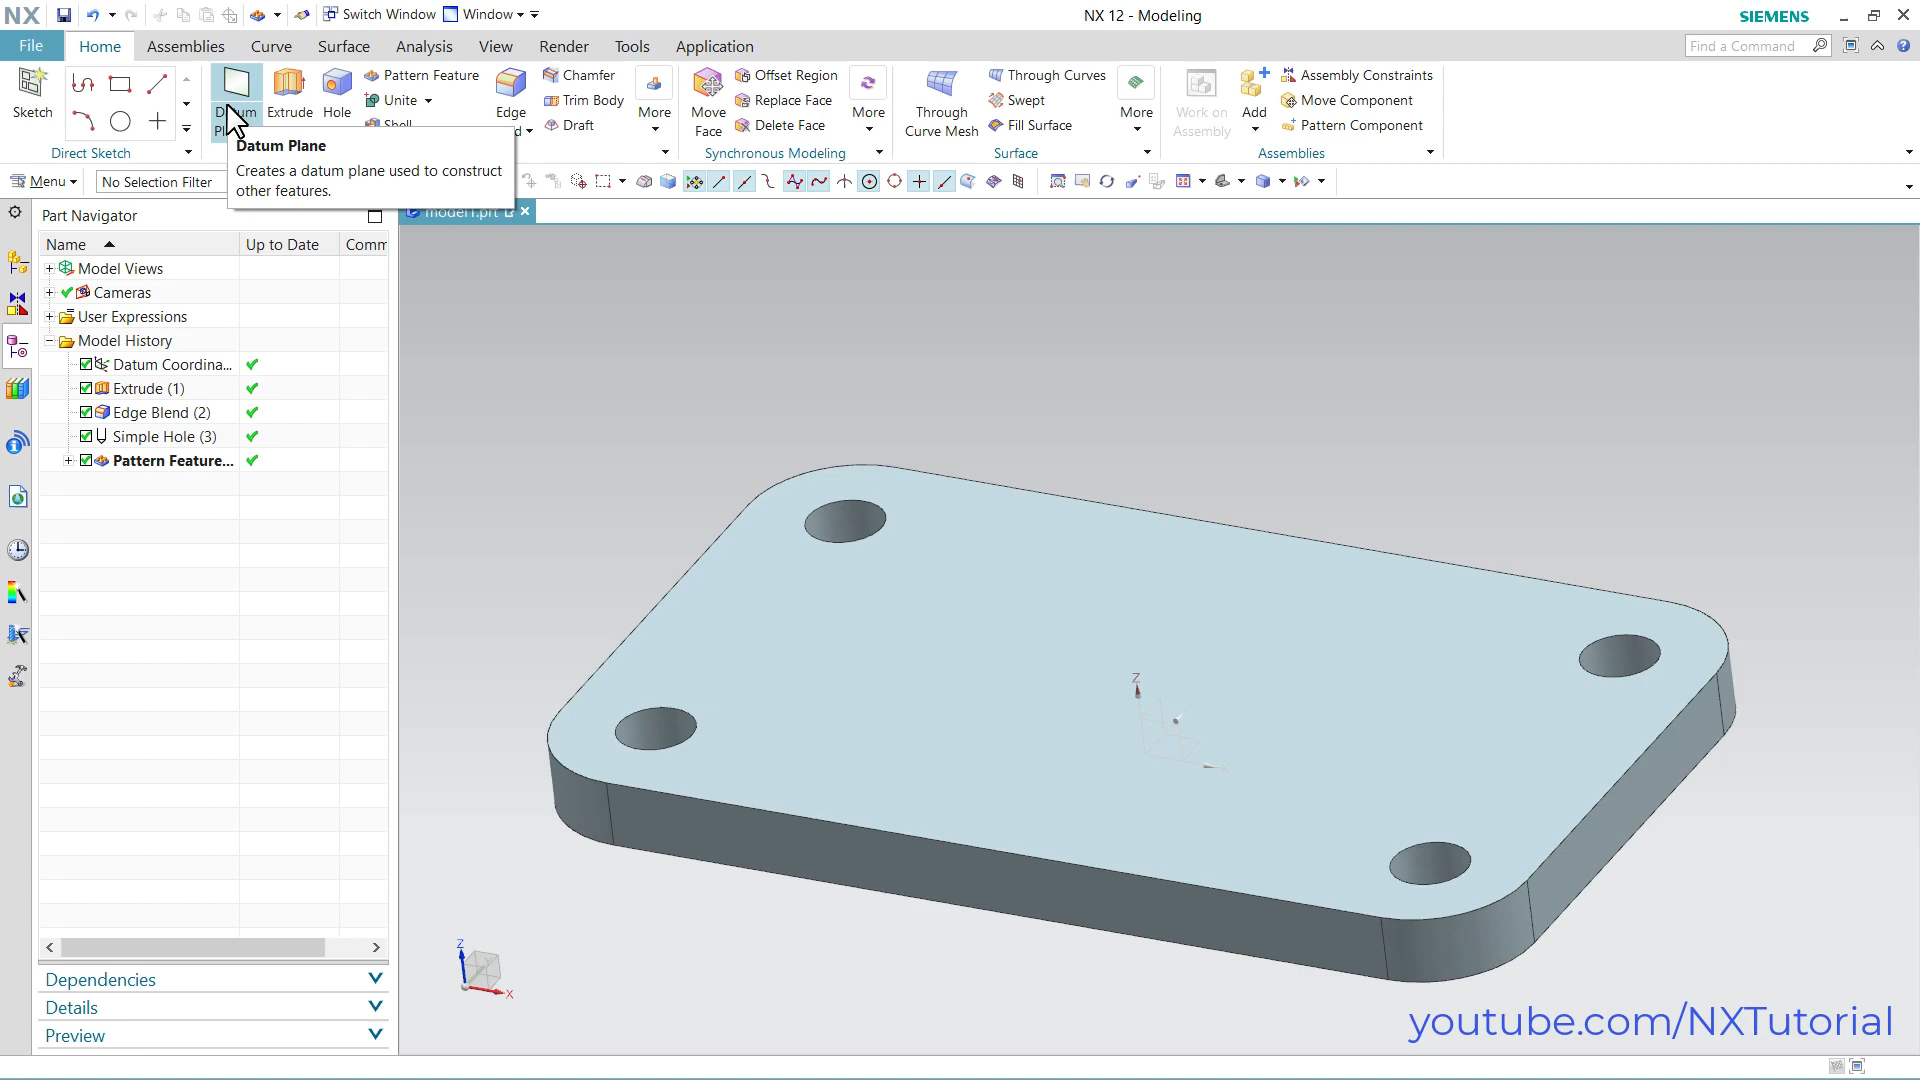 NX
Switch Window
Window
NX 12 - Modeling
SIEMENS
File
Home
Assemblies
Curve
Surface
Analysis
View
Render
Tools
Application
Find a Command
Sketch
Extrude
Hole
Pattern Feature
Unite
Edge
Chamfer
Trim Body
Draft
More
Move
Face
Offset Region
Replace Face
Delete Face
More
Through
Curve Mesh
Through Curves
Swept
Fill Surface
More
Work on
Assembly
Add
Assembly Constraints
Move Component
Pattern Component
Direct Sketch
Synchronous Modeling
Surface
Assemblies
Datum Plane
Creates a datum plane used to construct
other features.
Menu
No Selection Filter
model1.prt
Part Navigator
Name
Up to Date
Comm
Model Views
Cameras
User Expressions
Model History
Datum Coordina...
Extrude (1)
Edge Blend (2)
Simple Hole (3)
Pattern Feature...
Z
Z
X
Dependencies
Details
Preview
youtube.com/NXTutorial